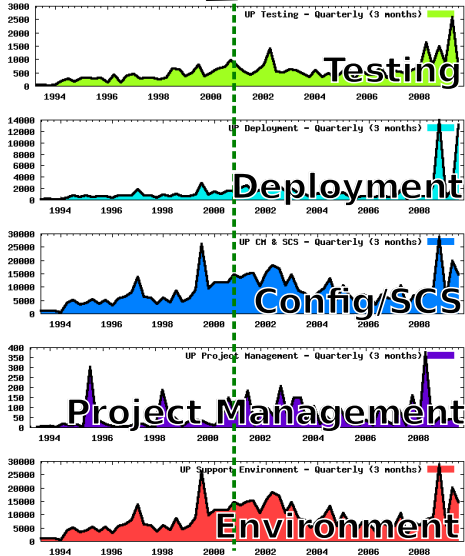 3000
2500
2000
1500
1000
500
0
UP Testing - Quarterly (3 months)
Testing
1994 1996 1998 2000 2002 2004 2006 2008
14000
12000
10000
8000
6000
4000
2000
0
UP Deployment - Quarterly (3 months)
Deployment
1994 1996 1998 2000 2002 2004 2006 2008
30000
25000
20000
15000
10000
5000
0
UP CM & SCS - Quarterly (3 months)
Config/SCS
1994 1996 1998 2000 2002 2004 2006 2008
400
350
300
250
200
150
100
50
0
UP Project Management - Quarterly (3 months)
Project Management
1994 1996 1998 2000 2002 2004 2006 2008
30000
25000
20000
15000
10000
5000
0
UP Support Environment - Quarterly (3 months)
Environment
1994 1996 1998 2000 2002 2004 2006 2008